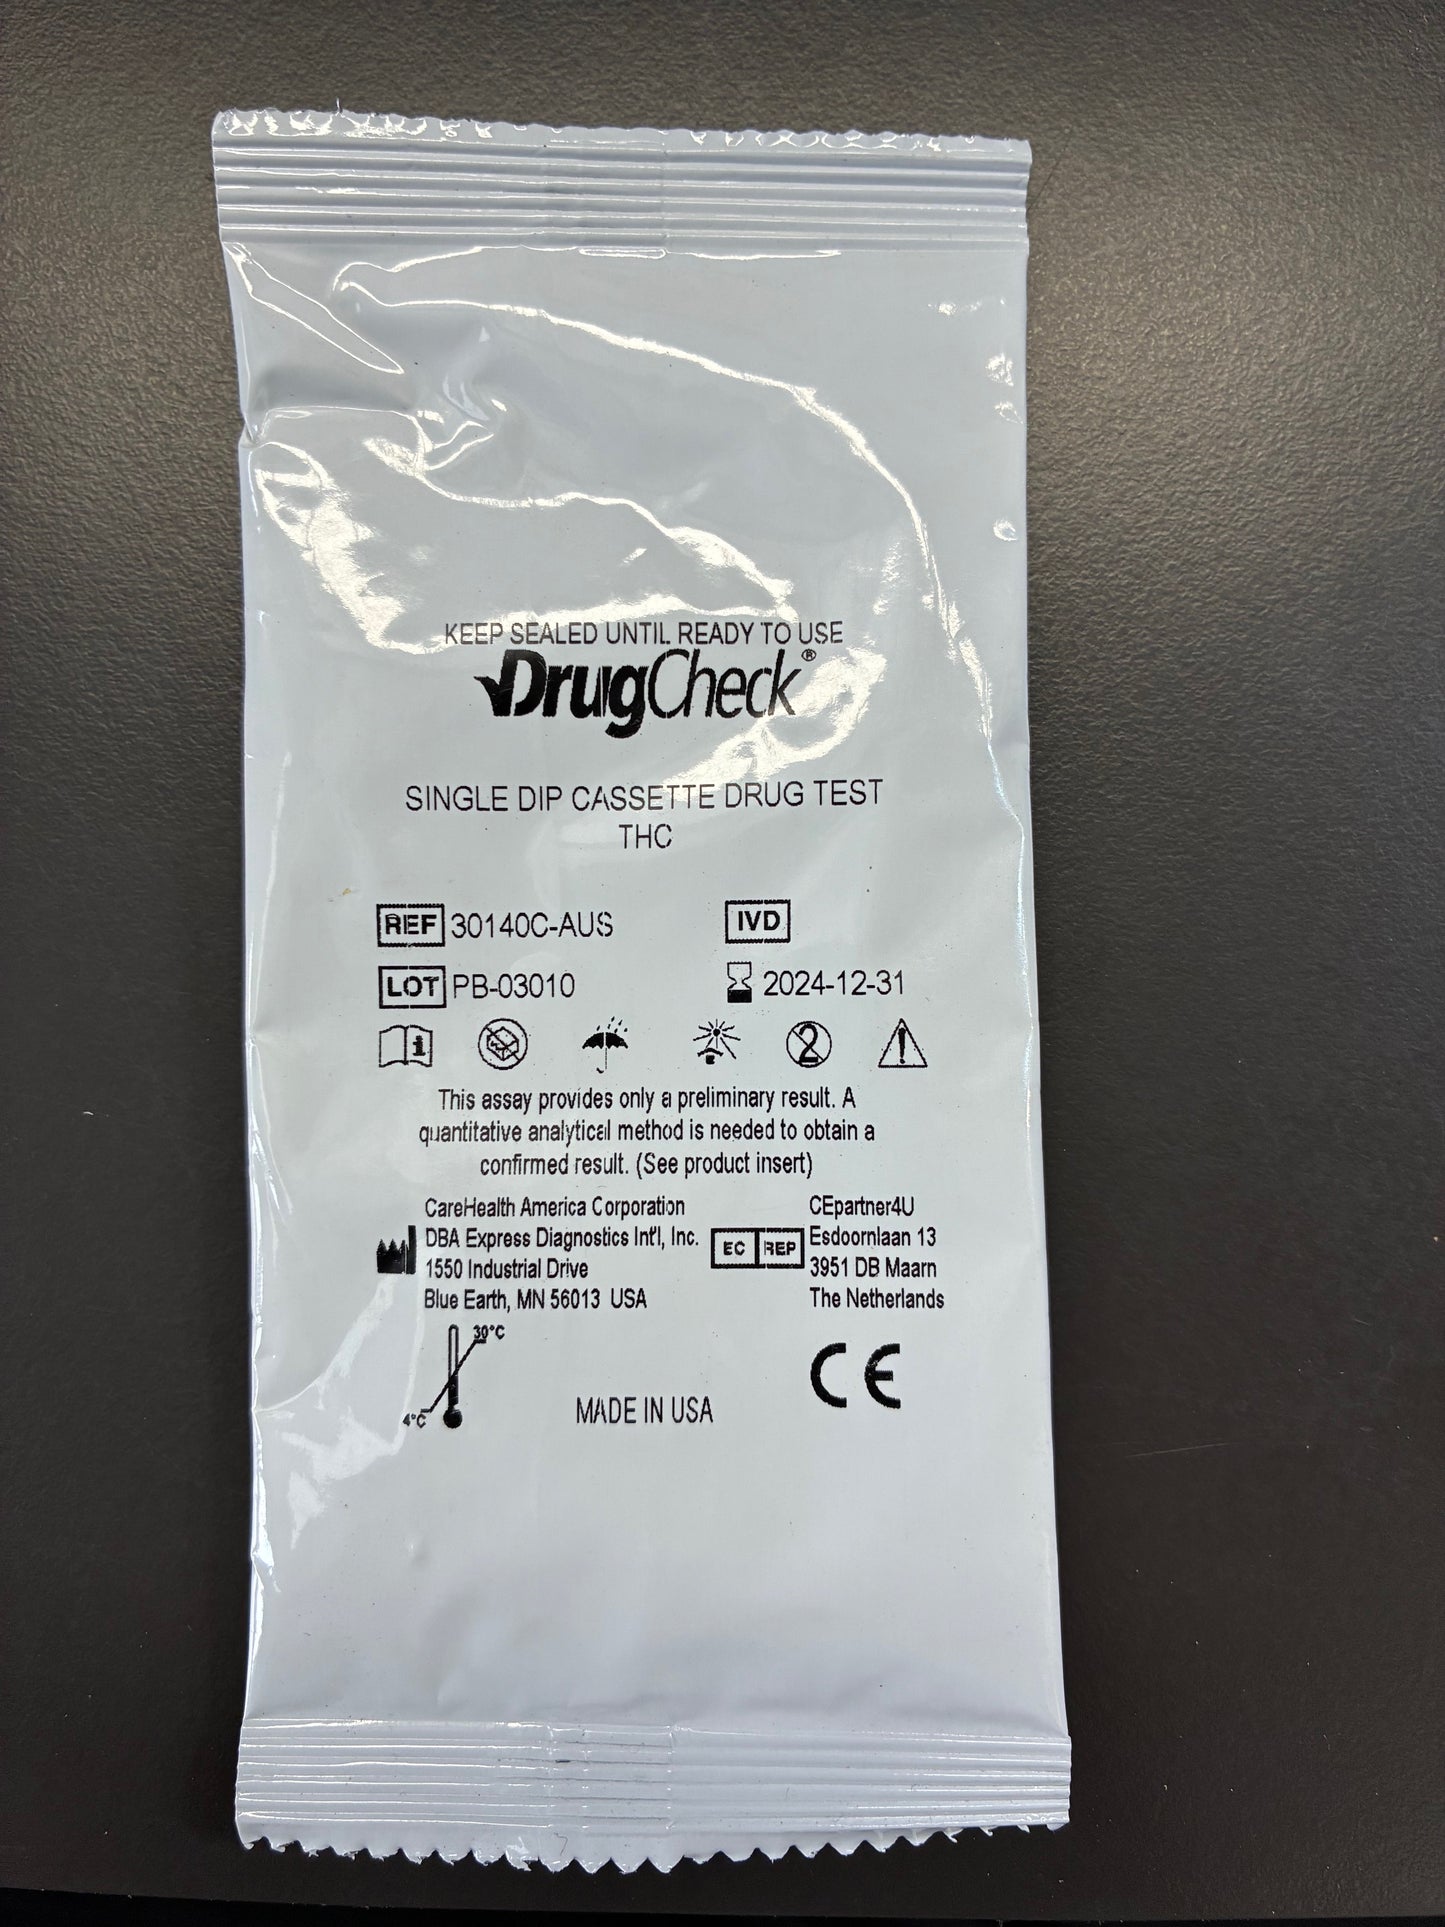 KEEP SEALED UNTIL READY TO USE
DrugCheck®
SINGLE DIP CASSETTE DRUG TEST
THC
REF 30140C-AUS
IVD
LOT PB-03010
2024-12-31
This assay provides only a preliminary result. A
quantitative analytical method is needed to obtain a
confirmed result. (See product insert)
CareHealth America Corporation
DBA Express Diagnostics Int'l, Inc.
1550 Industrial Drive
Blue Earth, MN 56013 USA
EC REP
CEpartner4U
Esdoornlaan 13
3951 DB Maarn
The Netherlands
30°C
4°C
MADE IN USA
CE